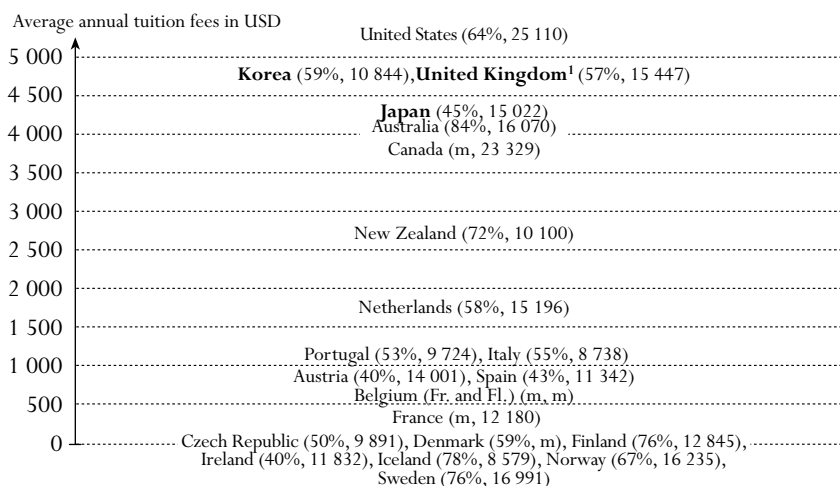 Average annual tuition fees in USD
United States (64%, 25 110)
5 000
Korea (59%, 10 844),United Kingdom¹ (57%, 15 447)
4 500
Japan (45%, 15 022)
Australia (84%, 16 070)
4 000
Canada (m, 23 329)
3 500
3 000
New Zealand (72%, 10 100)
2 500
2 000
Netherlands (58%, 15 196)
1 500
Portugal (53%, 9 724), Italy (55%, 8 738)
1 000
Austria (40%, 14 001), Spain (43%, 11 342)
Belgium (Fr. and Fl.) (m, m)
500
France (m, 12 180)
0
Czech Republic (50%, 9 891), Denmark (59%, m), Finland (76%, 12 845),
Ireland (40%, 11 832), Iceland (78%, 8 579), Norway (67%, 16 235),
Sweden (76%, 16 991)